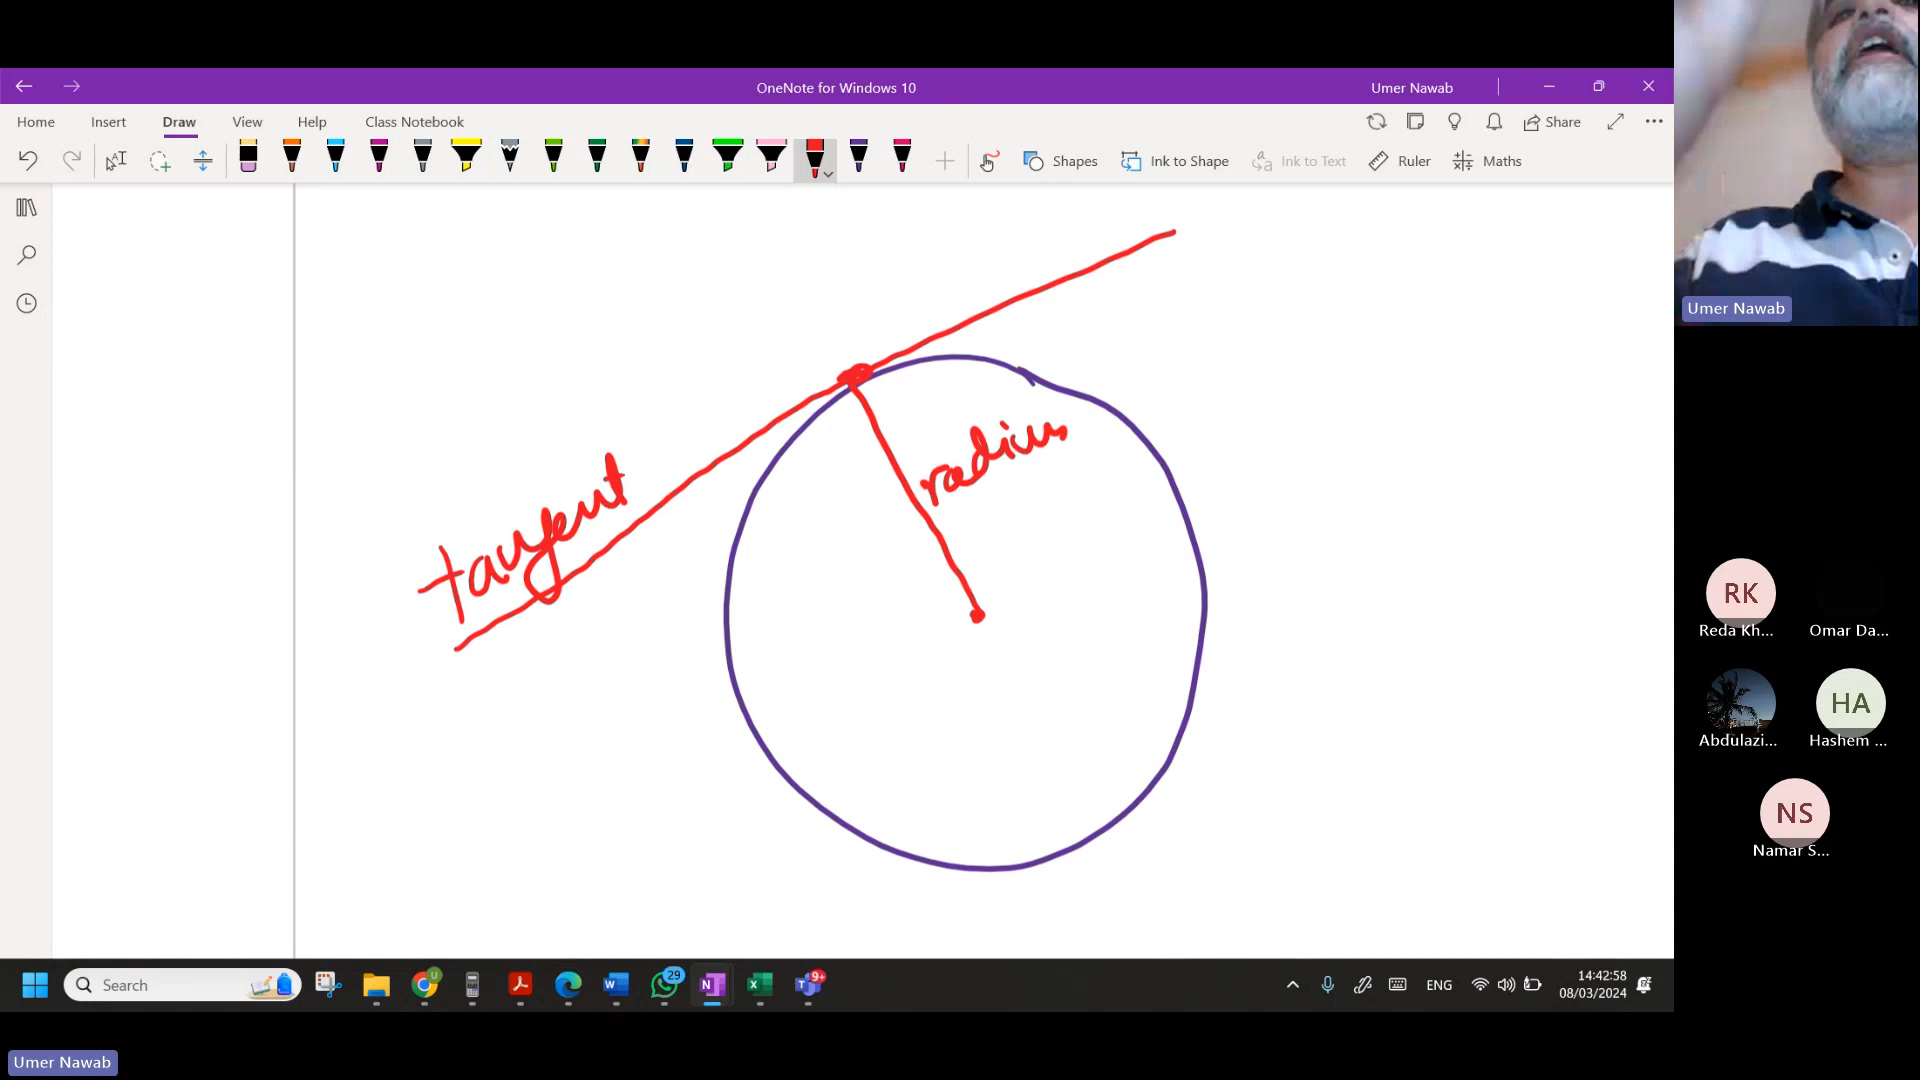 OneNote for Windows 10
Umer Nawab
Home Insert Draw View Help Class Notebook
Share
Shapes
Ink to Shape
Ink to Text
Ruler
Maths
radius
tangent
Umer Nawab
RK
Reda Kh...
Omar Da...
Abdulazi...
HA
Hashem ...
NS
Namar S...
Search
U
W
29
N
X
T
9+
ENG
14:42:58
08/03/2024
Umer Nawab